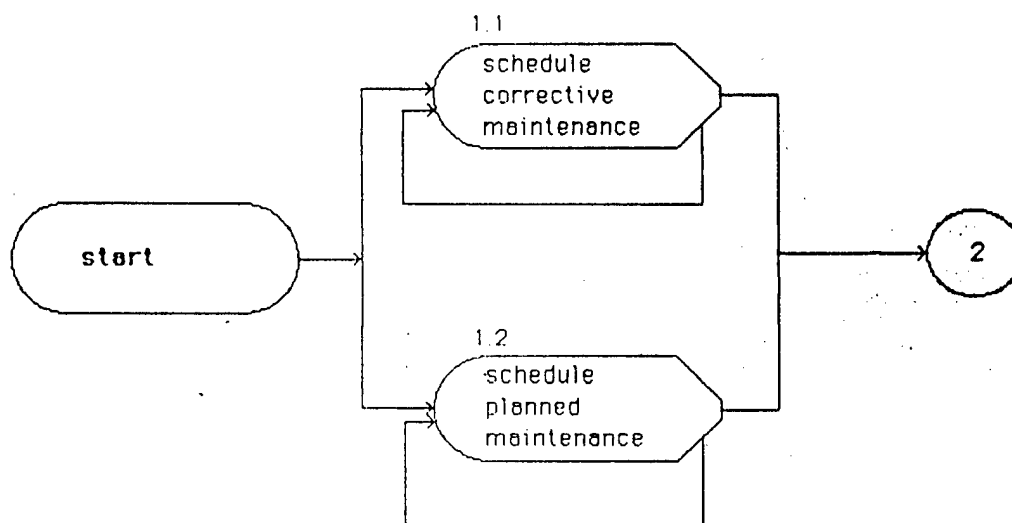 1.1
schedule
corrective
maintenance
start
2
1.2
schedule
planned
maintenance